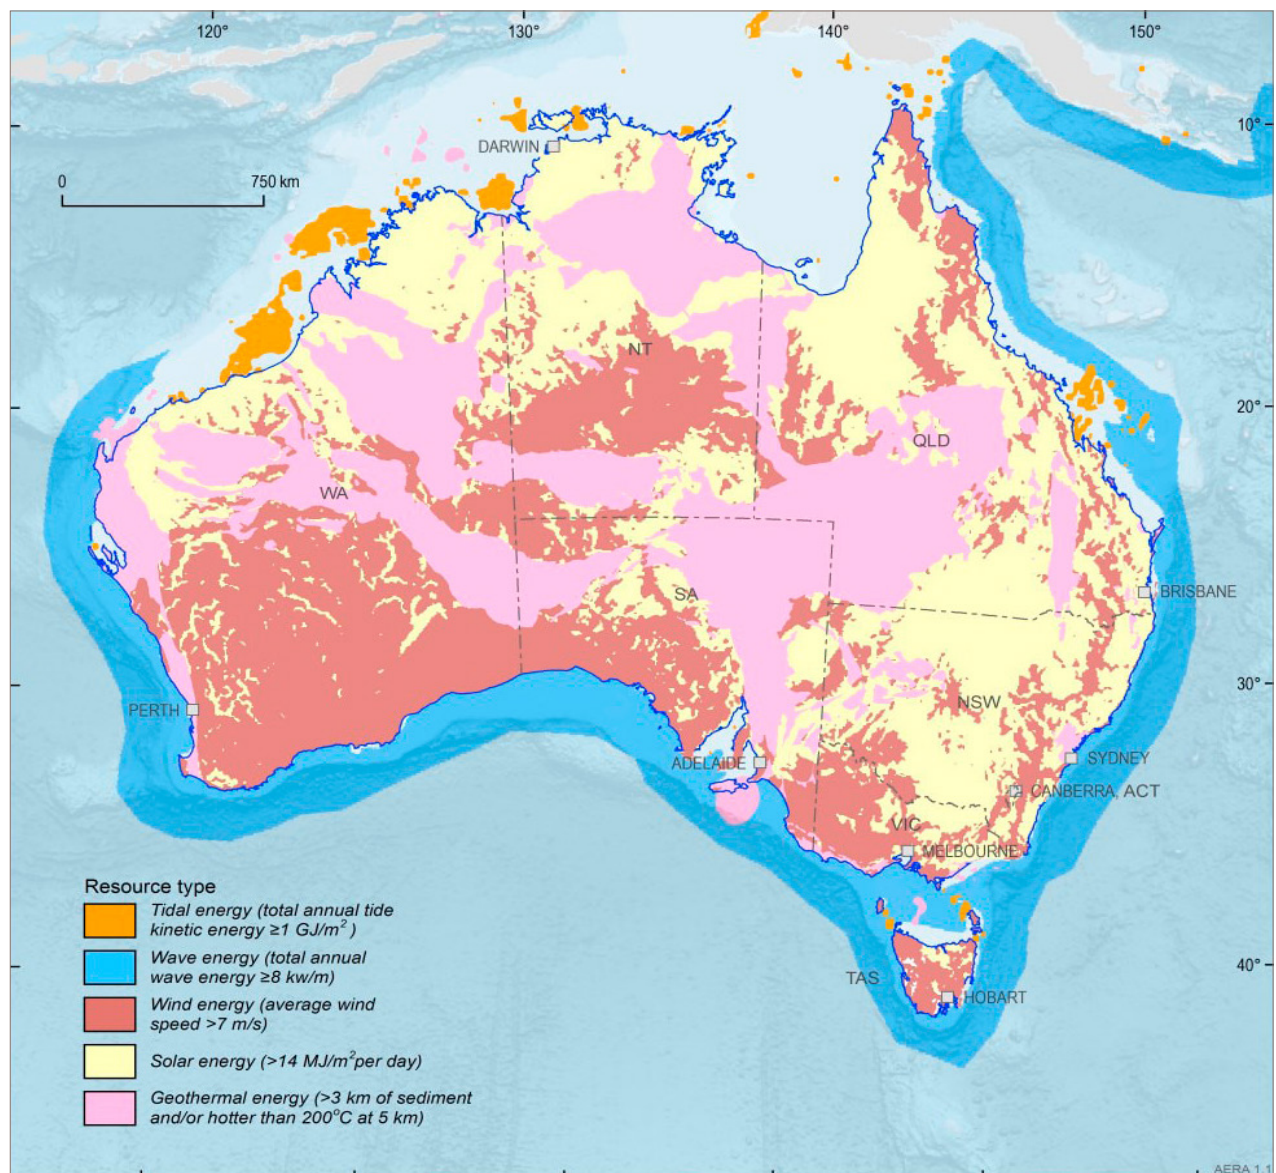 120°
130°
140°
150°
10°
20°
30°
40°
0
750 km
DARWIN
NT
QLD
WA
SA
BRISBANE
NSW
PERTH
ADELAIDE
SYDNEY
CANBERRA, ACT
VIC
MELBOURNE
TAS
HOBART
Resource type
Tidal energy (total annual tide
kinetic energy ≥1 GJ/m²)
Wave energy (total annual
wave energy ≥8 kw/m)
Wind energy (average wind
speed >7 m/s)
Solar energy (>14 MJ/m²per day)
Geothermal energy (>3 km of sediment
and/or hotter than 200°C at 5 km)
AERA 1.1